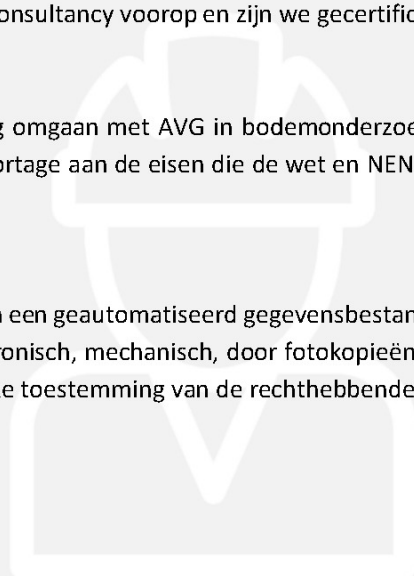 onsultancy voorop en zijn we gecertific
g omgaan met AVG in bodemonderzoe
ortage aan de eisen die de wet en NEN
een geautomatiseerd gegevensbestan
ronisch, mechanisch, door fotokopieën
e toestemming van de rechthebbende